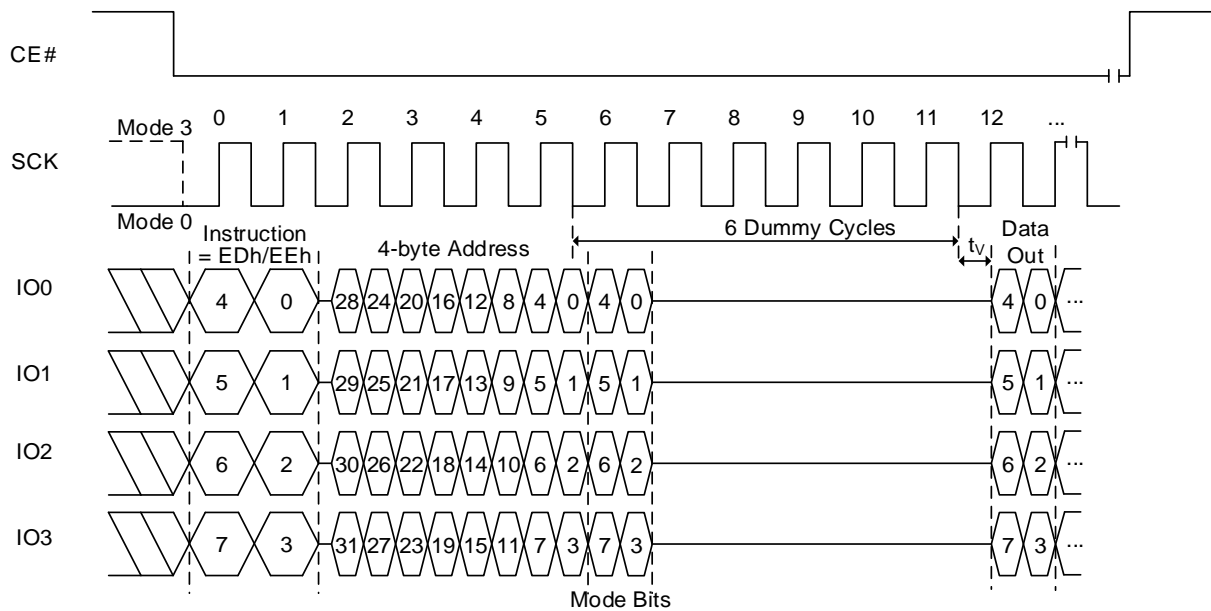 CE#
0 1 2 3 4 5 6 7 8 9 10 11 12 ...
Mode 3
SCK
Mode 0
6 Dummy Cycles
Instruction
= EDh/EEh
4-byte Address
tV
Data
Out
IO0 4 0 28 24 20 16 12 8 4 0 4 0 4 0 ...
IO1 5 1 29 25 21 17 13 9 5 1 5 1 5 1 ...
IO2 6 2 30 26 22 18 14 10 6 2 6 2 6 2 ...
IO3 7 3 31 27 23 19 15 11 7 3 7 3 7 3 ...
Mode Bits